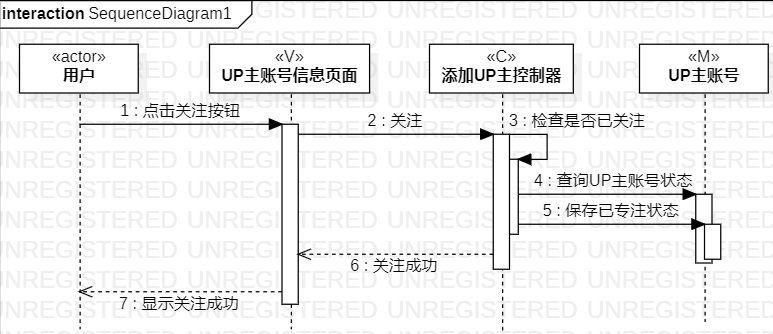 interaction SequenceDiagram1
«actor»
用户
«V»
UP主账号信息页面
«C»
添加UP主控制器
«M»
UP主账号
1 : 点击关注按钮
2 : 关注
3 : 检查是否已关注
4 : 查询UP主账号状态
5 : 保存已专注状态
6 : 关注成功
7 : 显示关注成功
UNREGISTERED UNREGISTERED UNREGISTERED UNREGISTERED